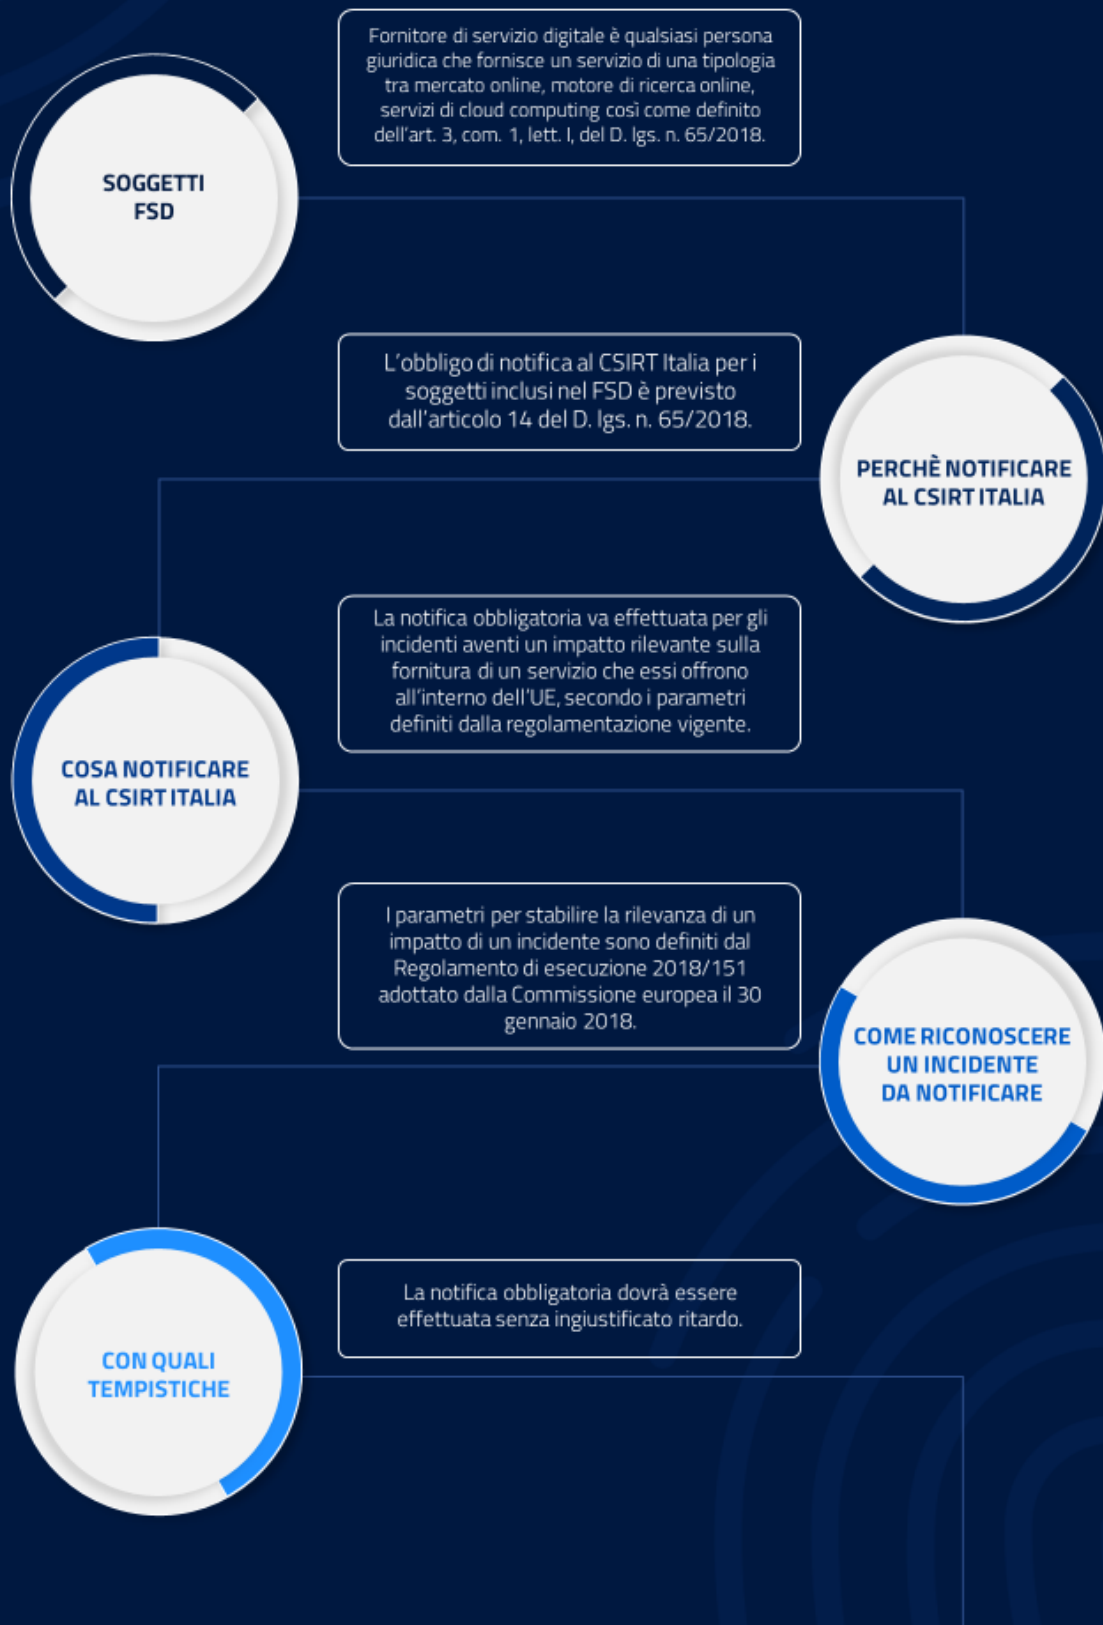 Fornitore di servizio digitale è qualsiasi persona
giuridica che fornisce un servizio di una tipologia
tra mercato online, motore di ricerca online,
servizi di cloud computing così come definito
dell'art. 3, com. 1, lett. I, del D. lgs. n. 65/2018.
SOGGETTI
FSD
L'obbligo di notifica al CSIRT Italia per i
soggetti inclusi nel FSD è previsto
dall'articolo 14 del D. lgs. n. 65/2018.
PERCHÈ NOTIFICARE
AL CSIRT ITALIA
La notifica obbligatoria va effettuata per gli
incidenti aventi un impatto rilevante sulla
fornitura di un servizio che essi offrono
all'interno dell'UE, secondo i parametri
definiti dalla regolamentazione vigente.
COSA NOTIFICARE
AL CSIRT ITALIA
I parametri per stabilire la rilevanza di un
impatto di un incidente sono definiti dal
Regolamento di esecuzione 2018/151
adottato dalla Commissione europea il 30
gennaio 2018.
COME RICONOSCERE
UN INCIDENTE
DA NOTIFICARE
La notifica obbligatoria dovrà essere
effettuata senza ingiustificato ritardo.
CON QUALI
TEMPISTICHE